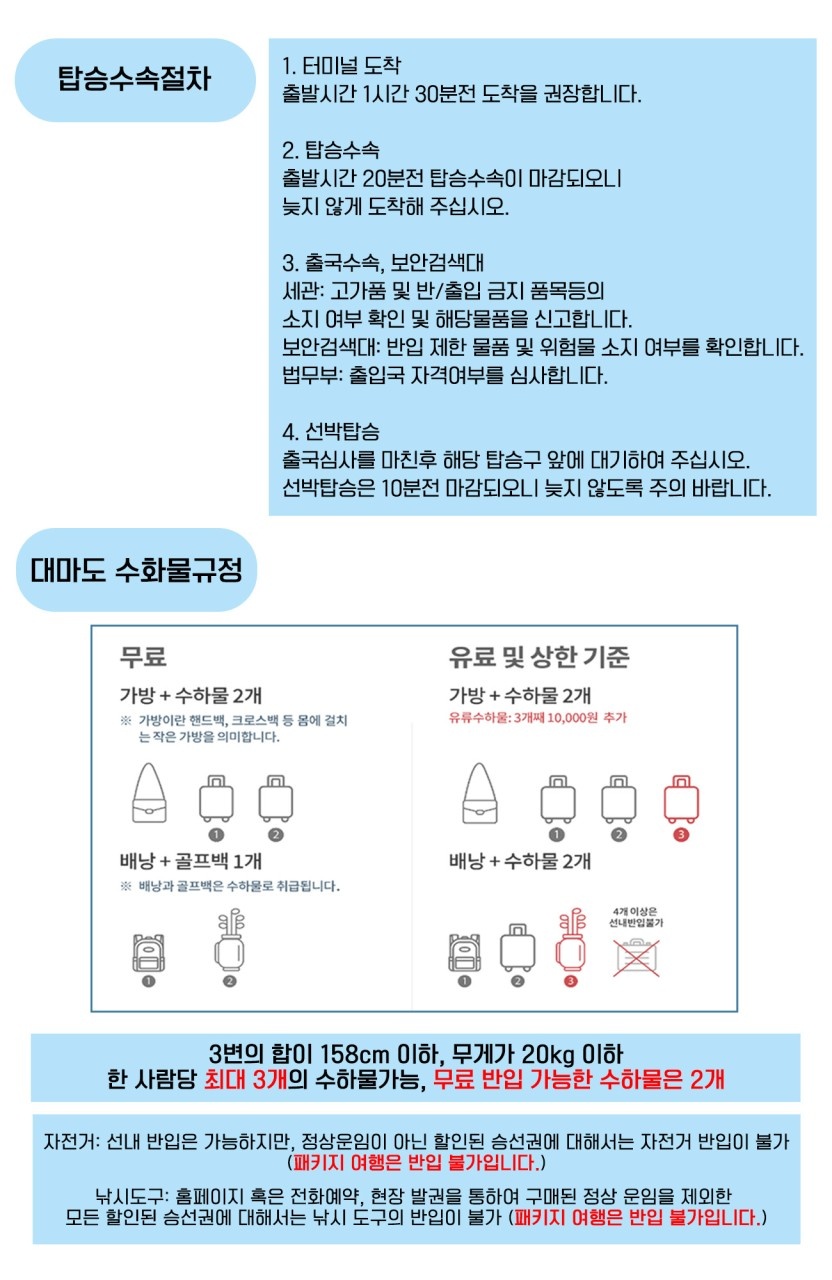 탑승수속절차
1. 터미널 도착
출발시간 1시간 30분전 도착을 권장합니다.
2. 탑승수속
출발시간 20분전 탑승수속이 마감되오니
늦지 않게 도착해 주십시오.
3. 출국수속, 보안검색대
세관: 고가품 및 반/출입 금지 품목등의
소지 여부 확인 및 해당물품을 신고합니다.
보안검색대: 반입 제한 물품 및 위험물 소지 여부를 확인합니다.
법무부: 출입국 자격여부를 심사합니다.
4. 선박탑승
출국심사를 마친후 해당 탑승구 앞에 대기하여 주십시오.
선박탑승은 10분전 마감되오니 늦지 않도록 주의 바랍니다.
대마도 수화물규정
무료
가방 + 수하물 2개
※ 가방이란 핸드백, 크로스백 등 몸에 걸치
는 작은 가방을 의미합니다.
1 2
배낭 + 골프백 1개
※ 배낭과 골프백은 수하물로 취급됩니다.
1 2
유료 및 상한 기준
가방 + 수하물 2개
유류수하물: 3개째 10,000원 추가
1 2 3
배낭 + 수하물 2개
4개 이상은
선내반입불가
1 2 3
3변의 합이 158cm 이하, 무게가 20kg 이하
한 사람당 최대 3개의 수하물가능, 무료 반입 가능한 수하물은 2개
자전거: 선내 반입은 가능하지만, 정상운임이 아닌 할인된 승선권에 대해서는 자전거 반입이 불가
(패키지 여행은 반입 불가입니다.)
낚시도구: 홈페이지 혹은 전화예약, 현장 발권을 통하여 구매된 정상 운임을 제외한
모든 할인된 승선권에 대해서는 낚시 도구의 반입이 불가 (패키지 여행은 반입 불가입니다.)